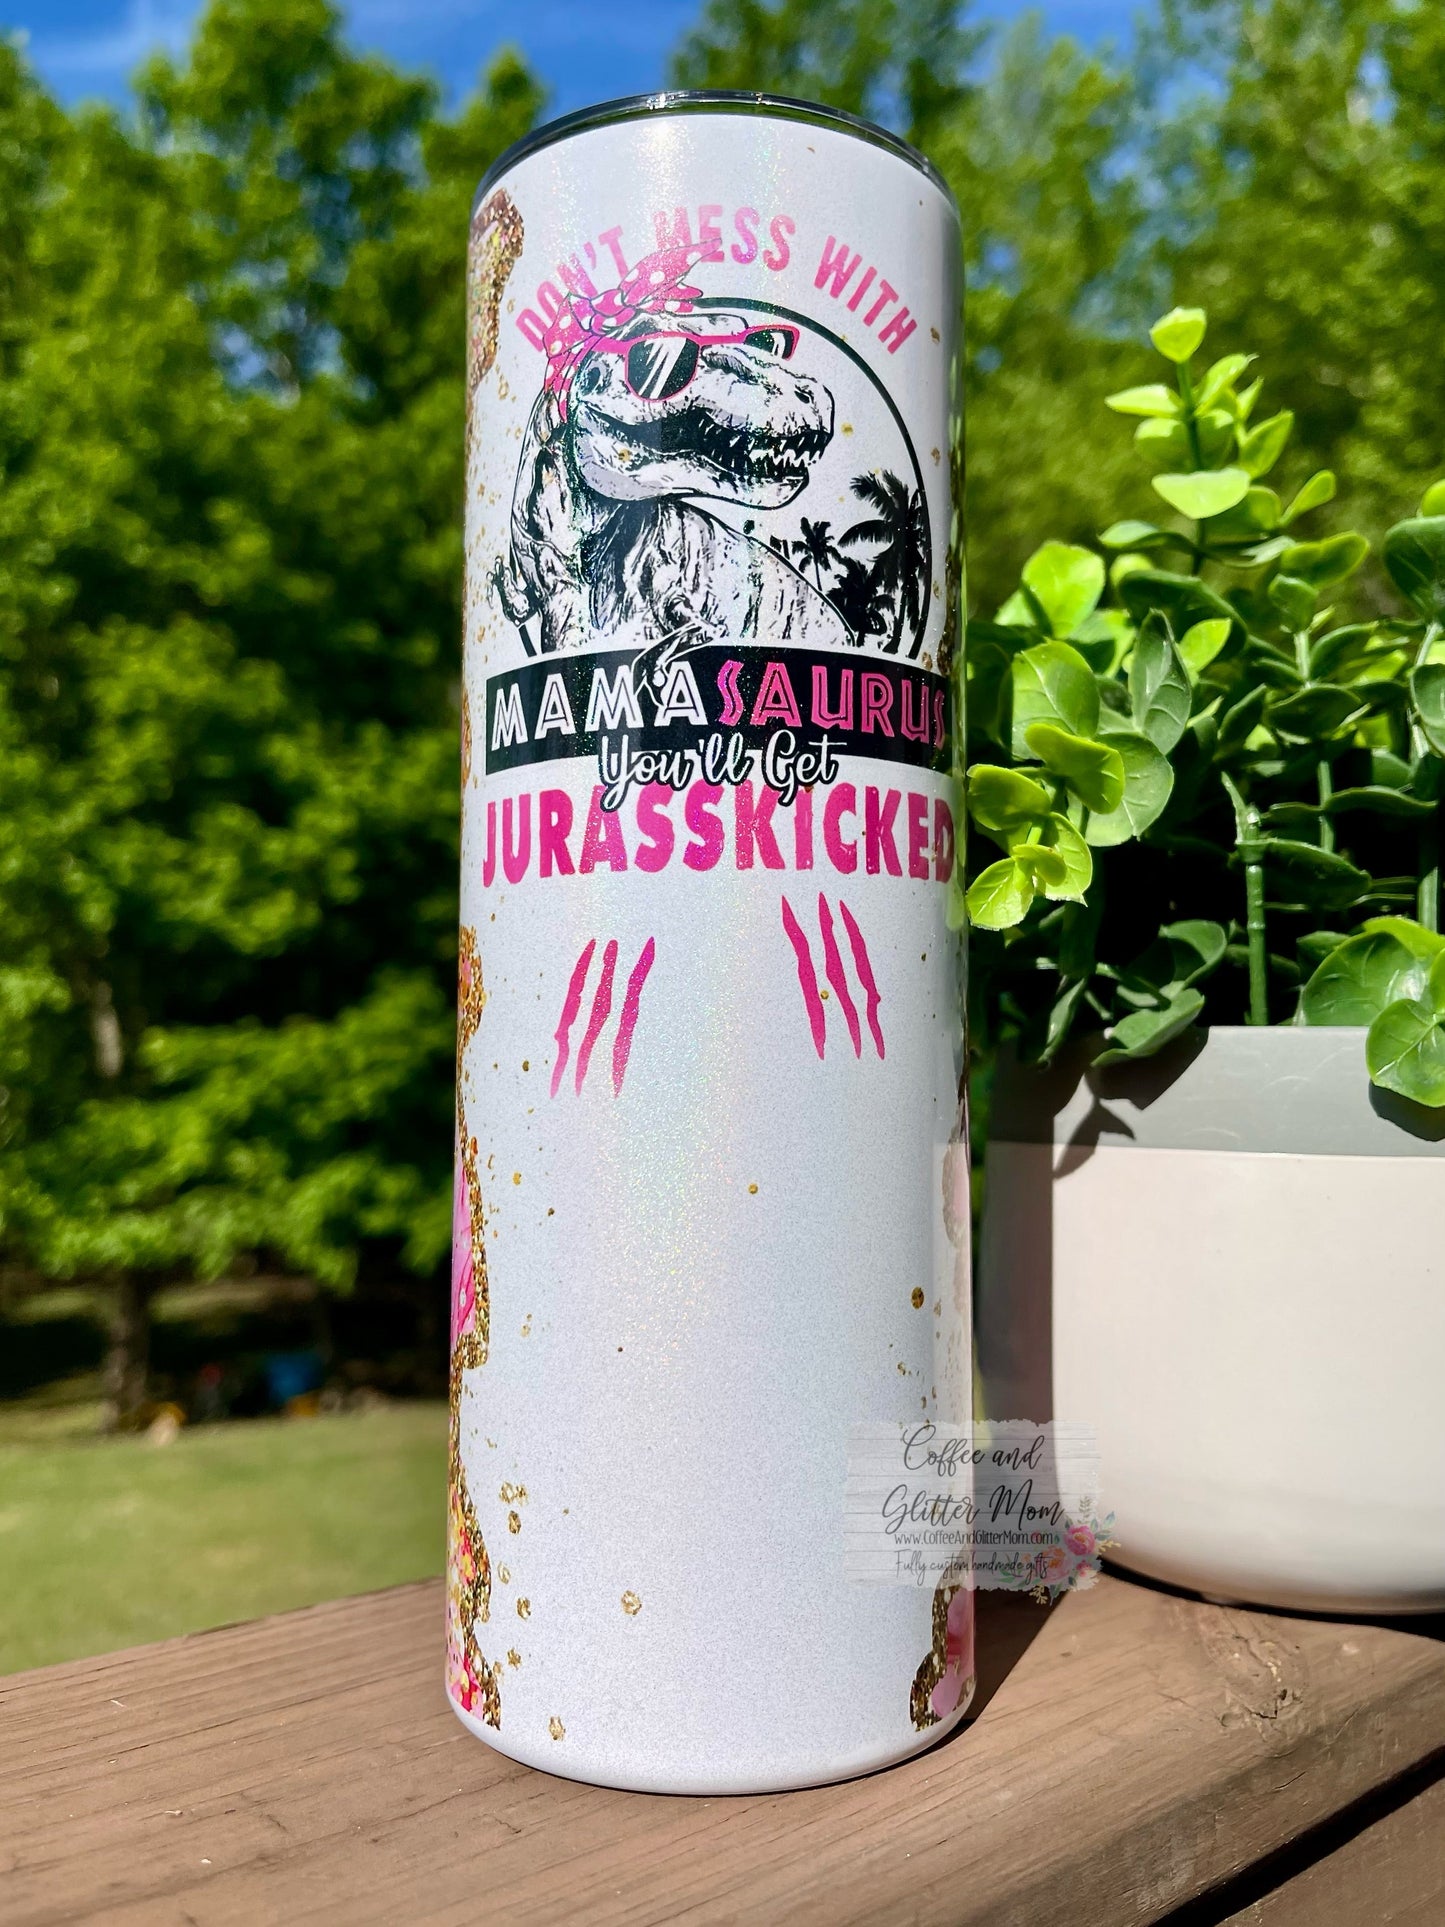 DON'T MESS WITH
MAMASAURUS
You'll Get
JURASSKICKED
Coffee and
Glitter Mom
www.CoffeeAndGlitterMom.com
Fully custom handmade gifts